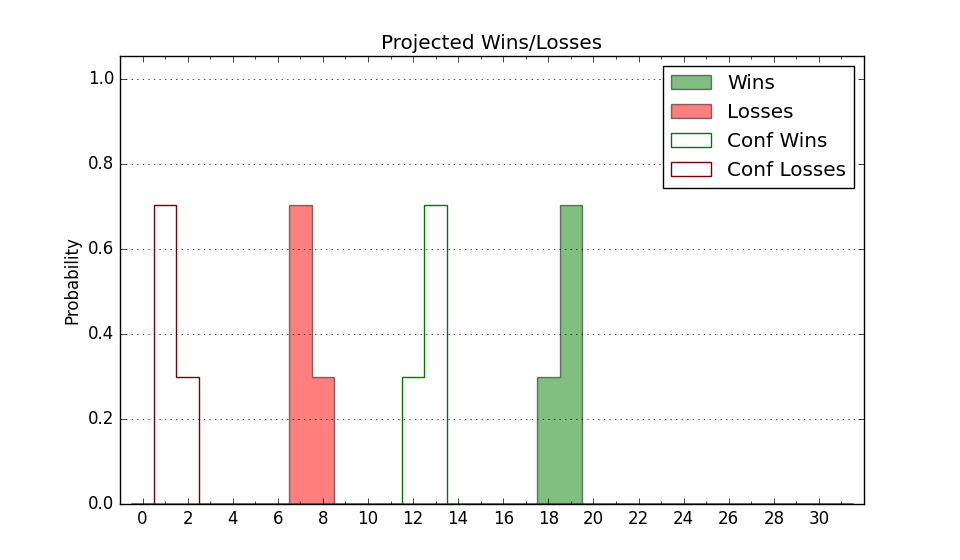 Projected Wins/Losses
Wins
Losses
Conf Wins
Conf Losses
Probability
1.0
0.8
0.6
0.4
0.2
0.0
0 2 4 6 8 10 12 14 16 18 20 22 24 26 28 30